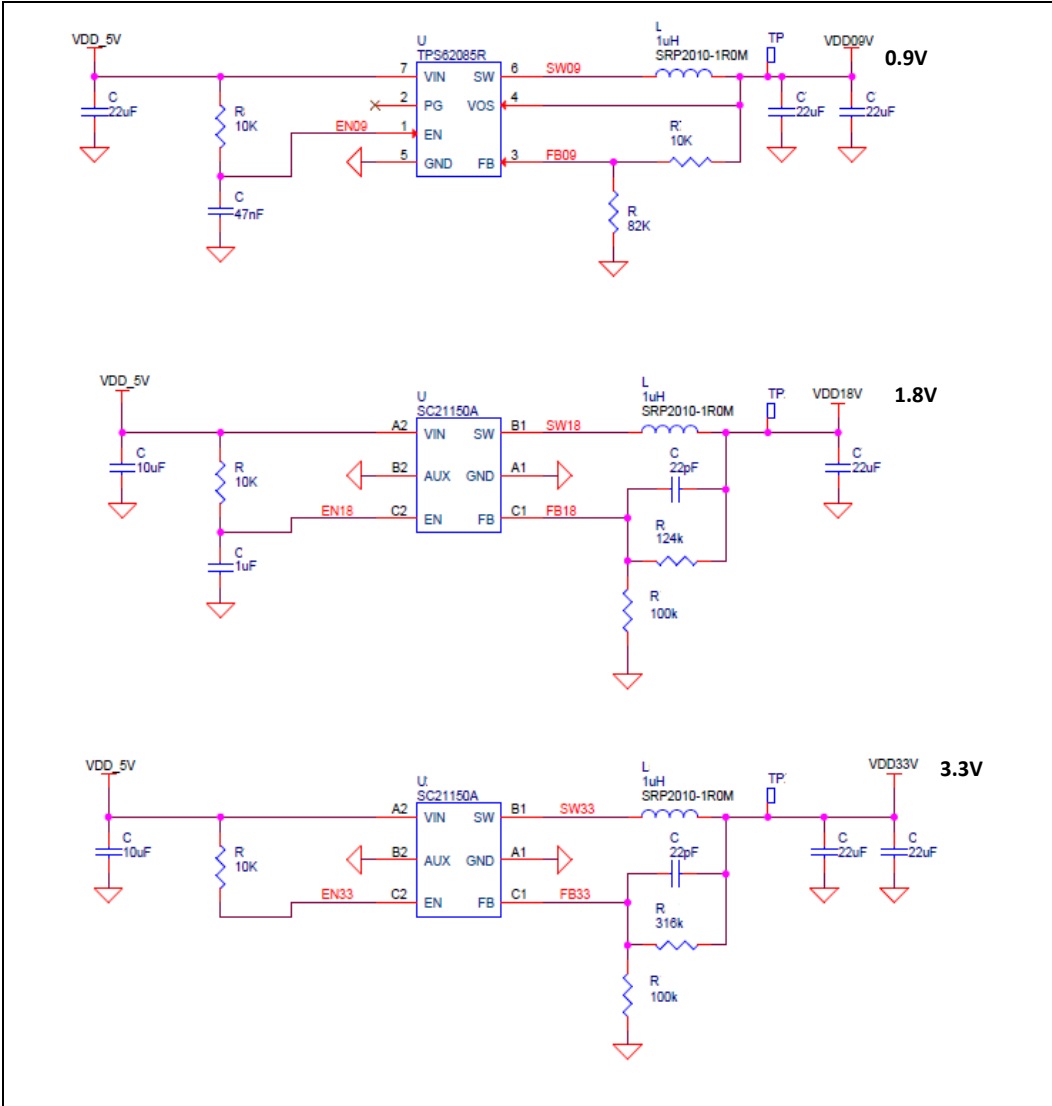 VDD_5V
U
TPS62085R
L
1uH
SRP2010-1R0M
TP
VDD09V
0.9V
7
VIN
SW
6
SW09
C
22uF
R
10K
2
PG
VOS
4
C
22uF
C
22uF
EN09
1
EN
R
10K
5
GND
FB
3
FB09
C
47nF
R
82K
VDD_5V
U
SC21150A
L
1uH
SRP2010-1R0M
TP
VDD18V
1.8V
A2
VIN
SW
B1
SW18
C
10uF
R
10K
B2
AUX
GND
A1
C
22pF
C
22uF
EN18
C2
EN
FB
C1
FB18
R
124k
C
1uF
R
100k
VDD_5V
U
SC21150A
L
1uH
SRP2010-1R0M
TP
VDD33V
3.3V
A2
VIN
SW
B1
SW33
C
10uF
R
10K
B2
AUX
GND
A1
C
22pF
C
22uF
C
22uF
EN33
C2
EN
FB
C1
FB33
R
316k
R
100k